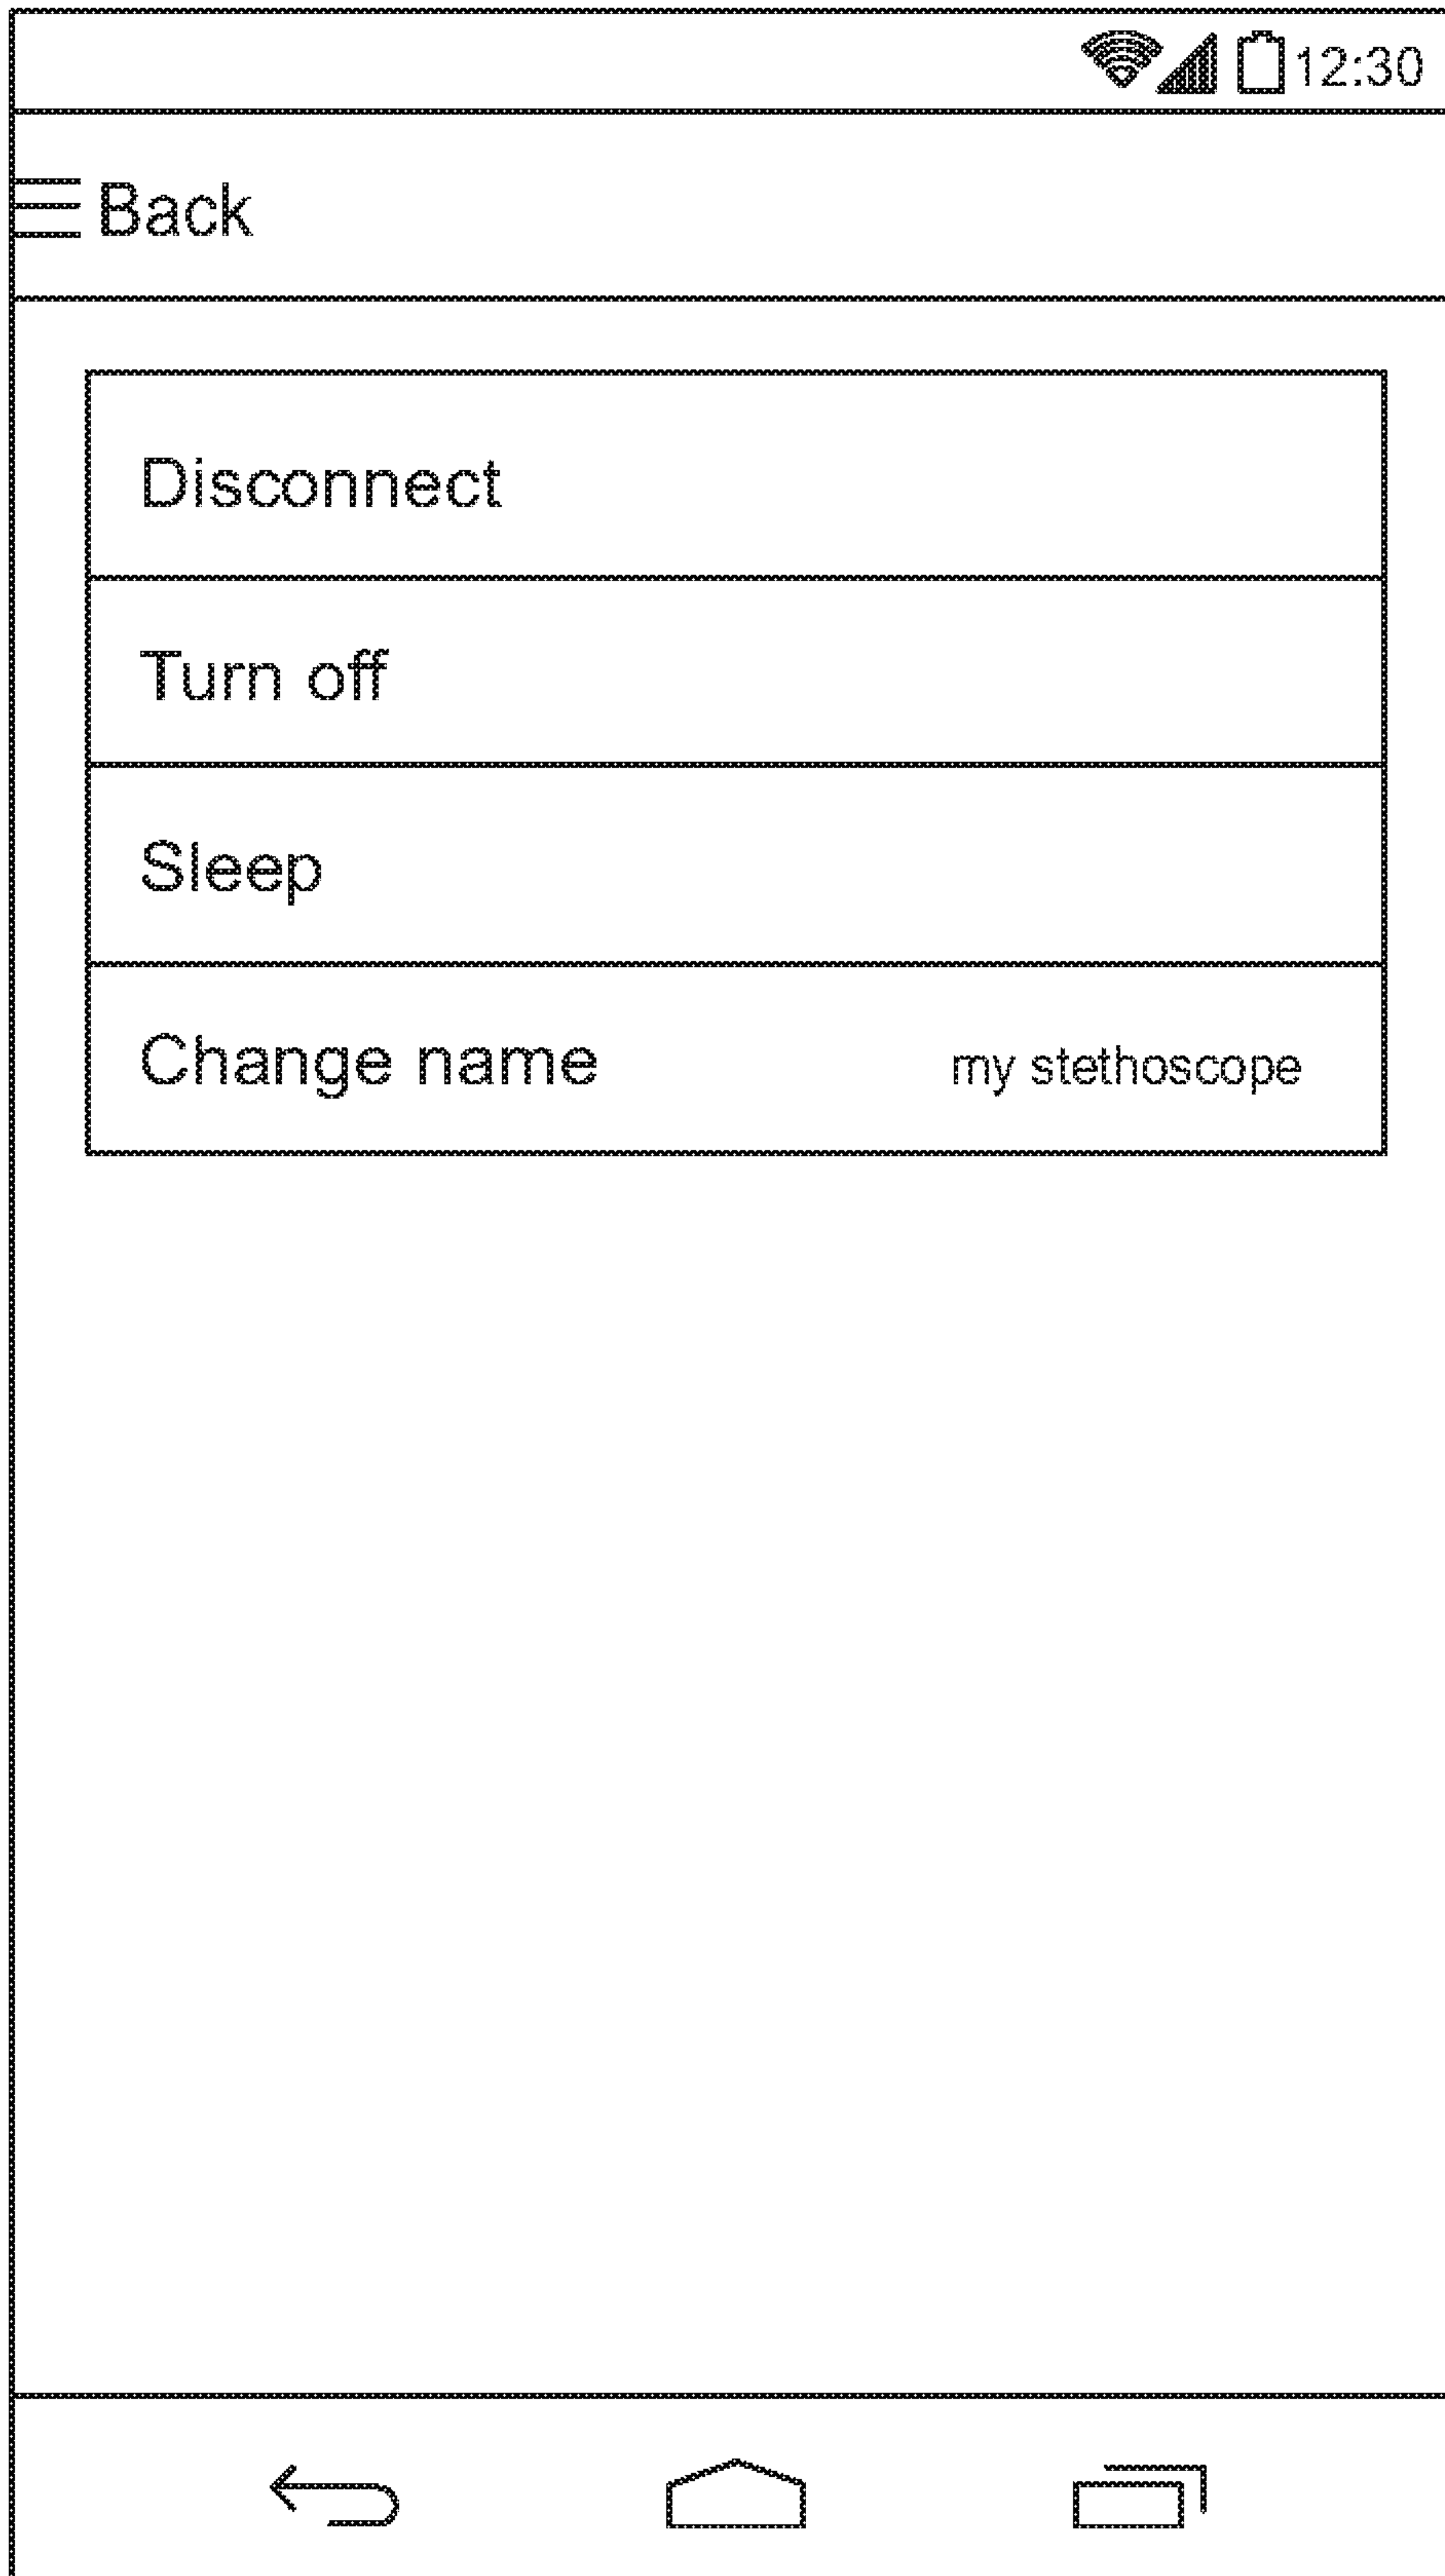 12:30
Back
Disconnect
Turn off
Sleep
Change name my stethoscope